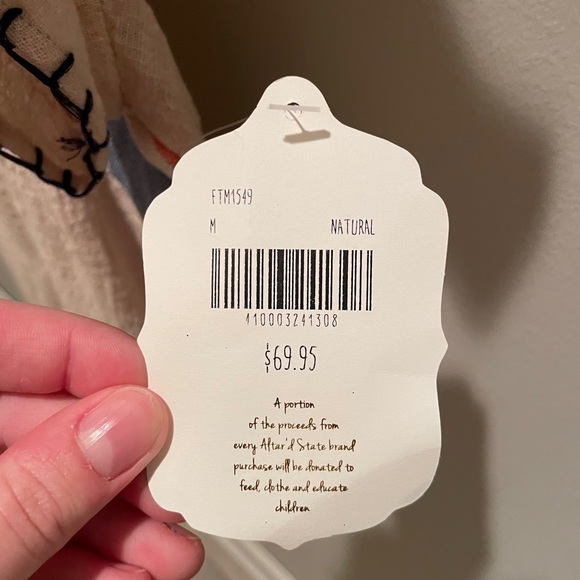 FTM1549
M NATURAL
410003241308
$69.95
A portion
of the proceeds from
every Altar'd State brand
purchase will be donated to
feed, clothe and educate
children